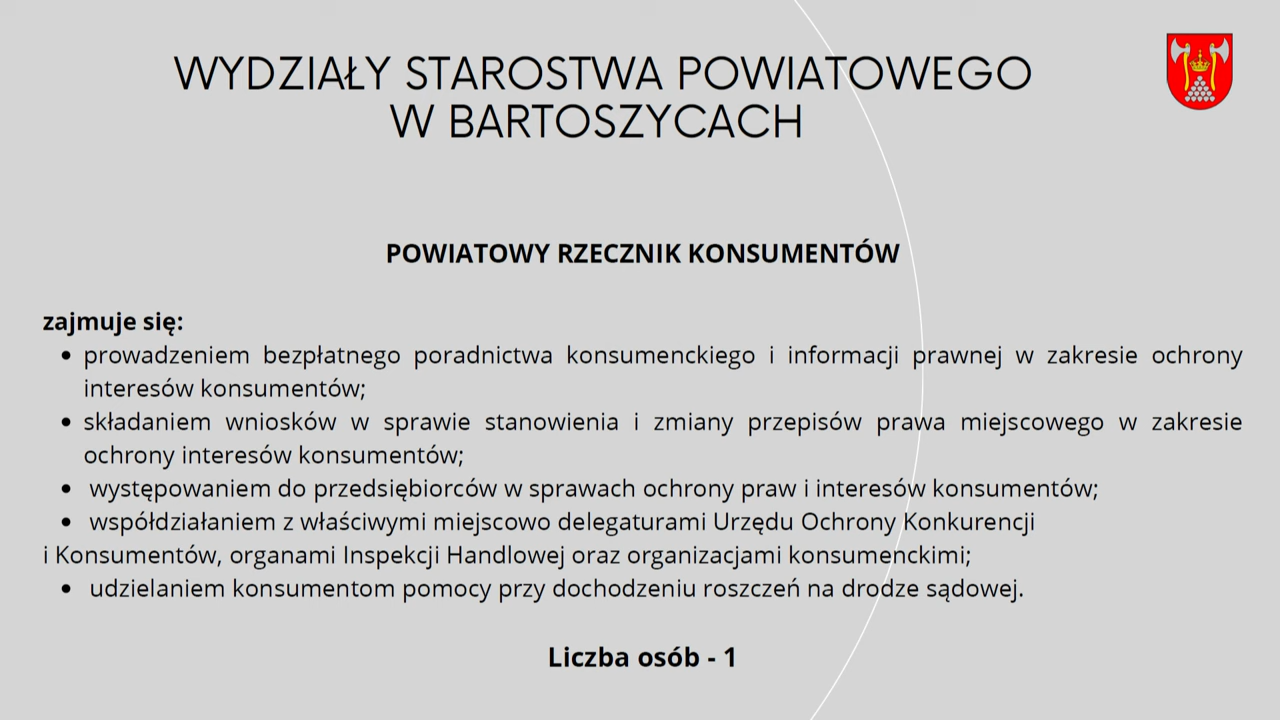 WYDZIAŁY STAROSTWA POWIATOWEGO
W BARTOSZYCACH
POWIATOWY RZECZNIK KONSUMENTÓW
zajmuje się:
• prowadzeniem bezpłatnego poradnictwa konsumenckiego i informacji prawnej w zakresie ochrony
interesów konsumentów;
• składaniem wniosków w sprawie stanowienia i zmiany przepisów prawa miejscowego w zakresie
ochrony interesów konsumentów;
• występowaniem do przedsiębiorców w sprawach ochrony praw i interesów konsumentów;
• współdziałaniem z właściwymi miejscowo delegaturami Urzędu Ochrony Konkurencji
i Konsumentów, organami Inspekcji Handlowej oraz organizacjami konsumenckimi;
• udzielaniem konsumentom pomocy przy dochodzeniu roszczeń na drodze sądowej.
Liczba osób - 1